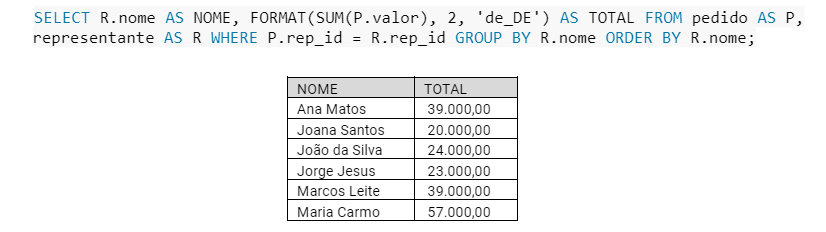 SELECT R.nome AS NOME, FORMAT(SUM(P.valor), 2, 'de_DE') AS TOTAL FROM pedido AS P,
representante AS R WHERE P.rep_id = R.rep_id GROUP BY R.nome ORDER BY R.nome;
NOME TOTAL
Ana Matos 39.000,00
Joana Santos 20.000,00
João da Silva 24.000,00
Jorge Jesus 23.000,00
Marcos Leite 39.000,00
Maria Carmo 57.000,00